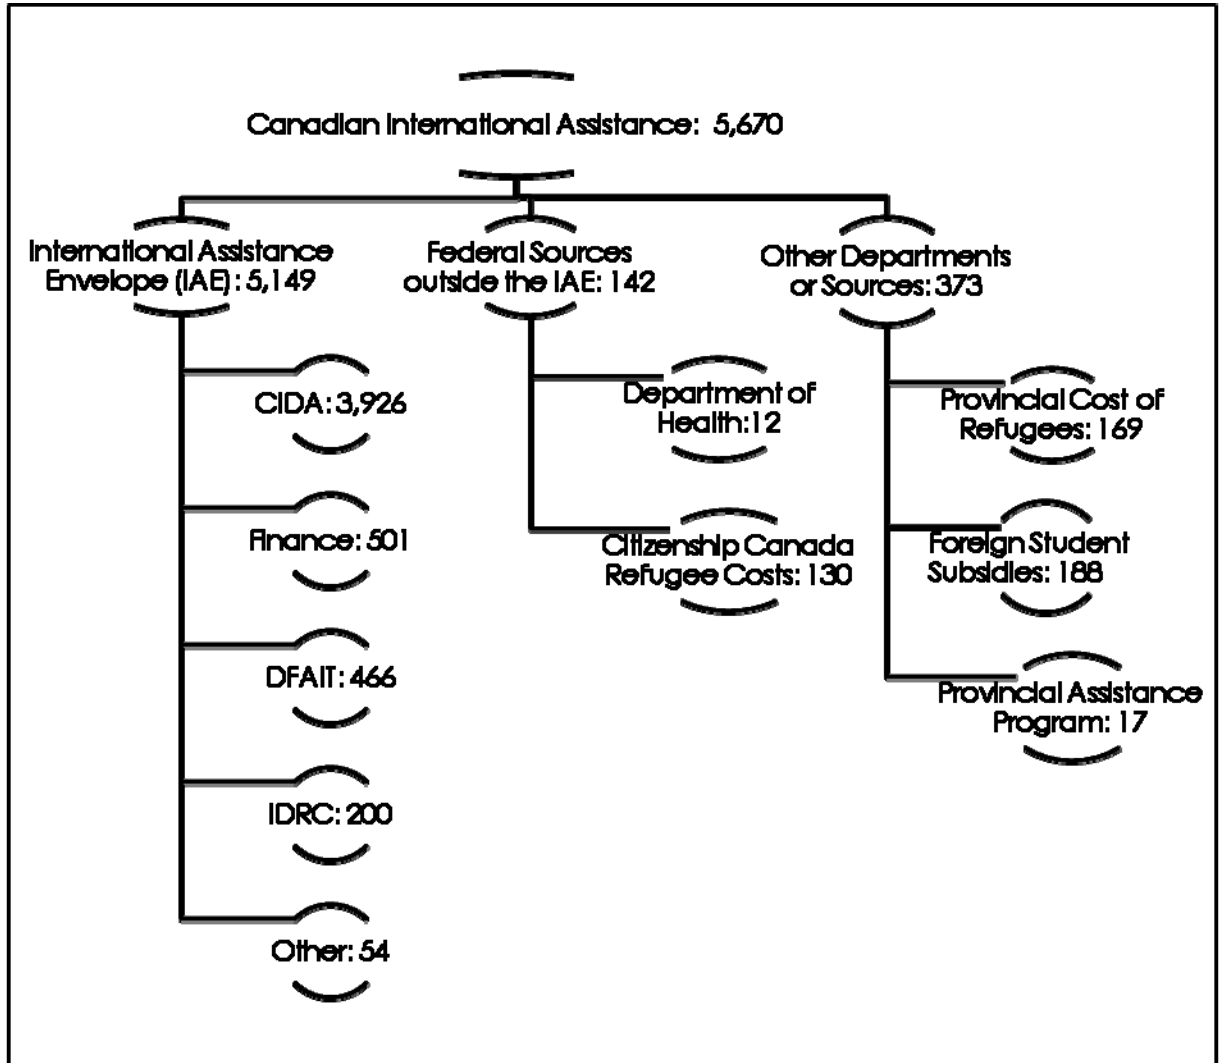 Canadian International Assistance: 5,670
International Assistance
Envelope (IAE): 5,149
CIDA: 3,926
Finance: 501
DFAIT: 466
IDRC: 200
Other: 54
Federal Sources
outside the IAE: 142
Department of
Health:12
Citizenship Canada
Refugee Costs: 130
Other Departments
or Sources: 373
Provincial Cost of
Refugees: 169
Foreign Student
Subsidies: 188
Provincial Assistance
Program: 17